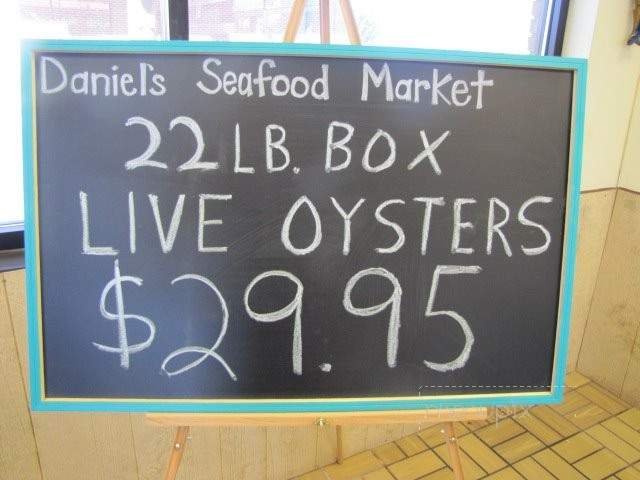 Daniel's Seafood Market
22 LB. BOX
LIVE OYSTERS
$29.95